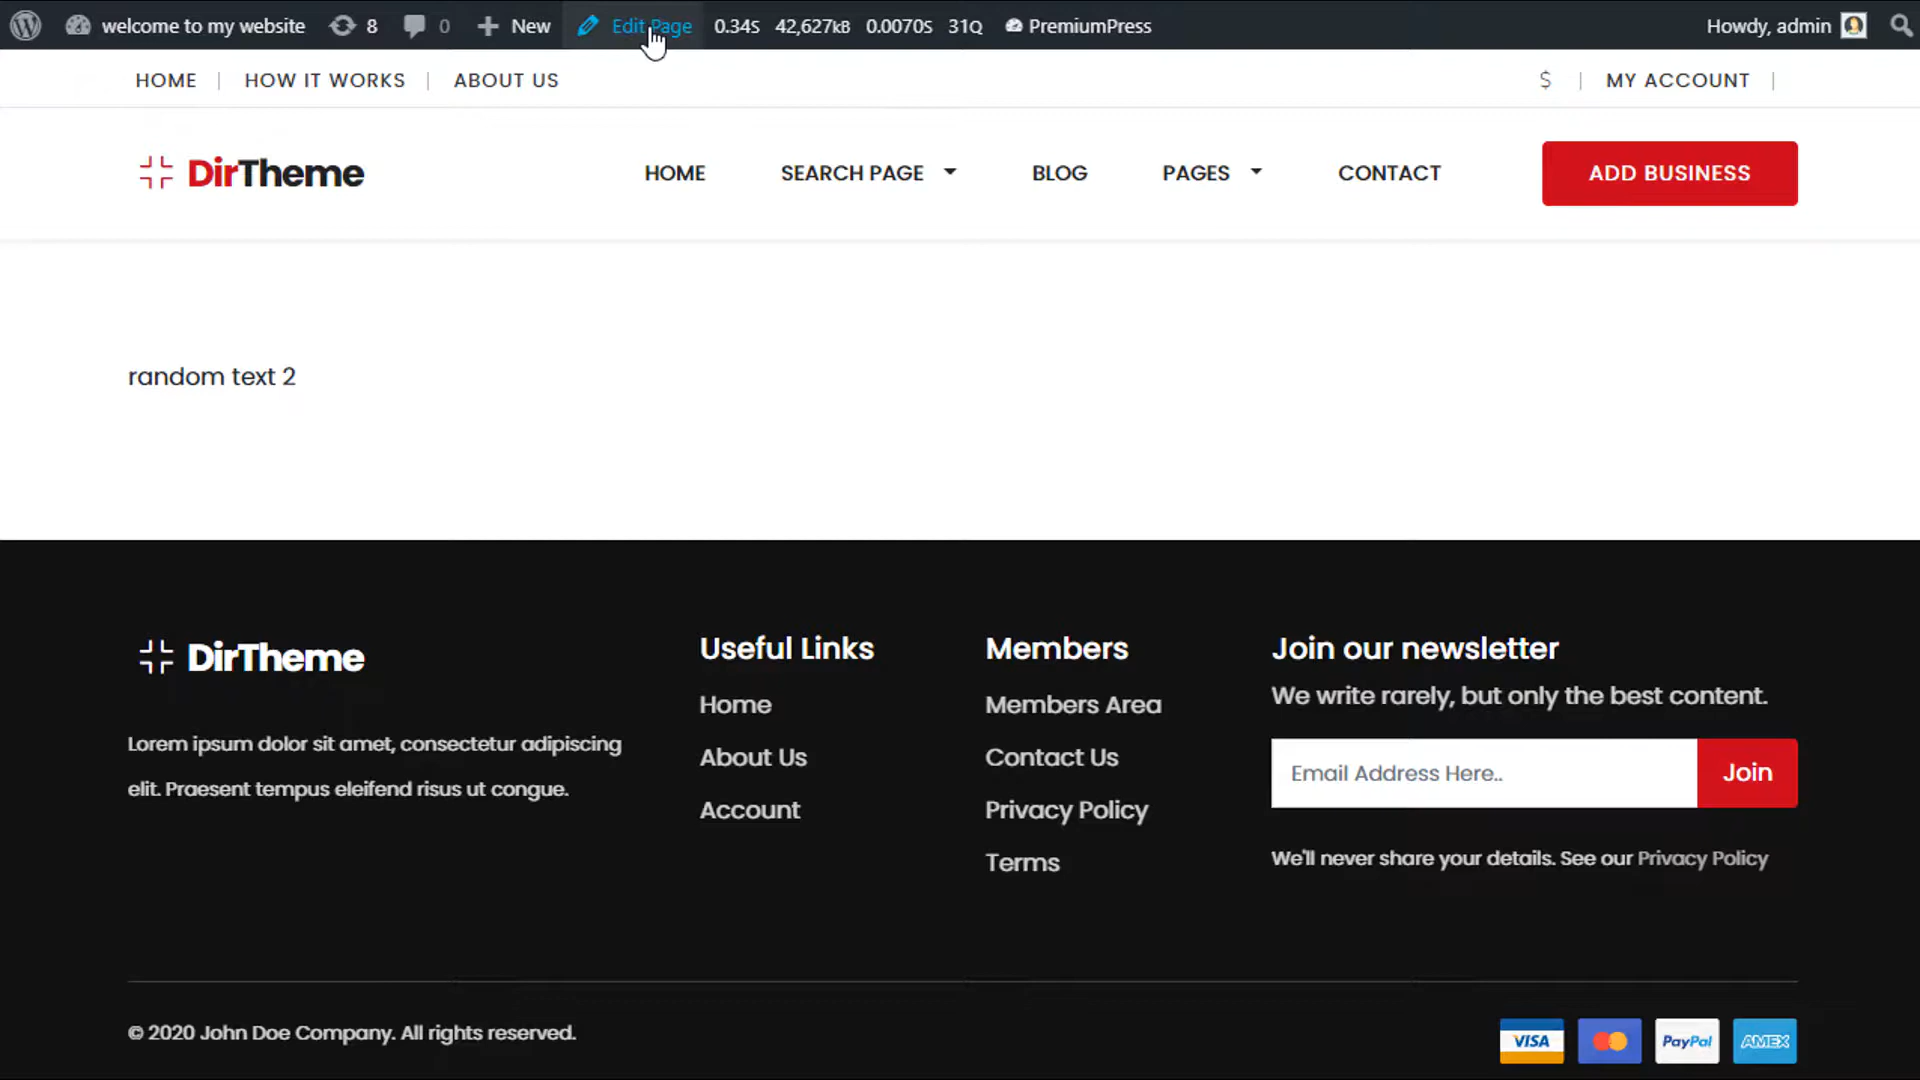 welcome to my website 8 0 New Edit Page 0.34S 42,627kB 0.0070S 31Q PremiumPress Howdy, admin
HOME | HOW IT WORKS | ABOUT US $ | MY ACCOUNT |
DirTheme HOME SEARCH PAGE BLOG PAGES CONTACT ADD BUSINESS
random text 2
DirTheme
Lorem ipsum dolor sit amet, consectetur adipiscing
elit. Praesent tempus eleifend risus ut congue.
Useful Links
Home
About Us
Account
Members
Members Area
Contact Us
Privacy Policy
Terms
Join our newsletter
We write rarely, but only the best content.
Email Address Here.. Join
We'll never share your details. See our Privacy Policy
© 2020 John Doe Company. All rights reserved.
VISA PayPal AMEX